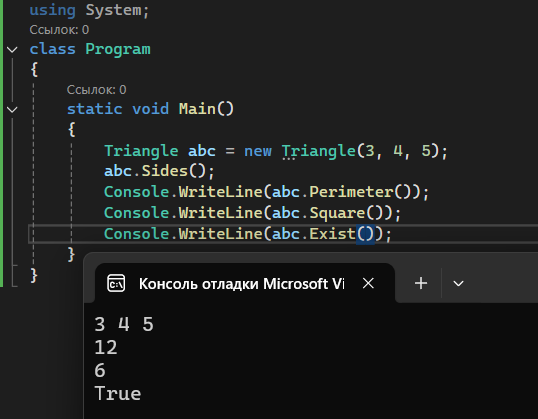 using System;
Ссылок: 0
class Program
{
Ссылок: 0
static void Main()
{
Triangle abc = new Triangle(3, 4, 5);
abc.Sides();
Console.WriteLine(abc.Perimeter());
Console.WriteLine(abc.Square());
Console.WriteLine(abc.Exist());
}
}
Консоль отладки Microsoft Vi
3 4 5
12
6
True